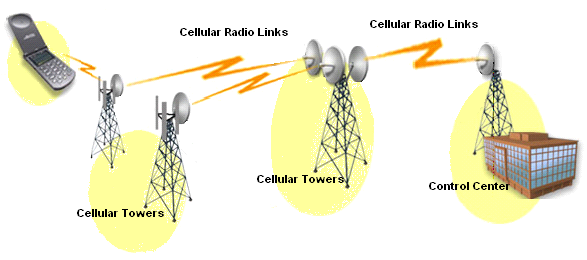 Cellular Radio Links
Cellular Radio Links
Cellular Towers
Control Center
Cellular Towers